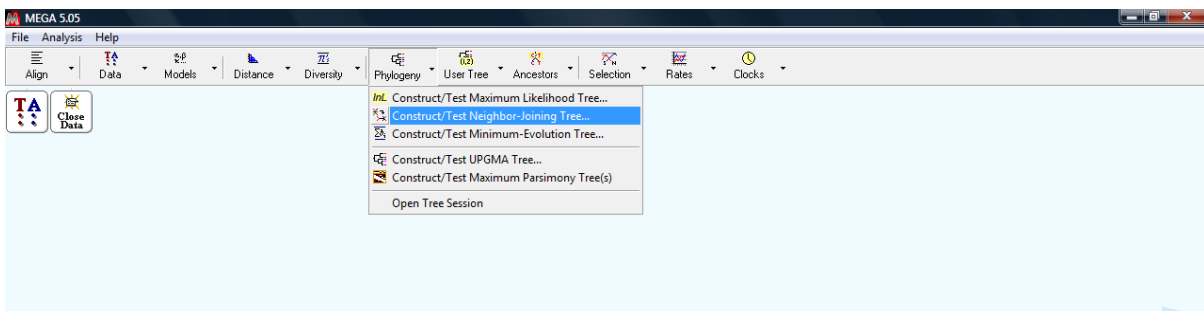 MEGA 5.05
File Analysis Help
Align Data Models Distance Diversity Phylogeny User Tree Ancestors Selection Rates Clocks
TA Close Data
lnL Construct/Test Maximum Likelihood Tree...
Construct/Test Neighbor-Joining Tree...
Construct/Test Minimum-Evolution Tree...
Construct/Test UPGMA Tree...
Construct/Test Maximum Parsimony Tree(s)
Open Tree Session